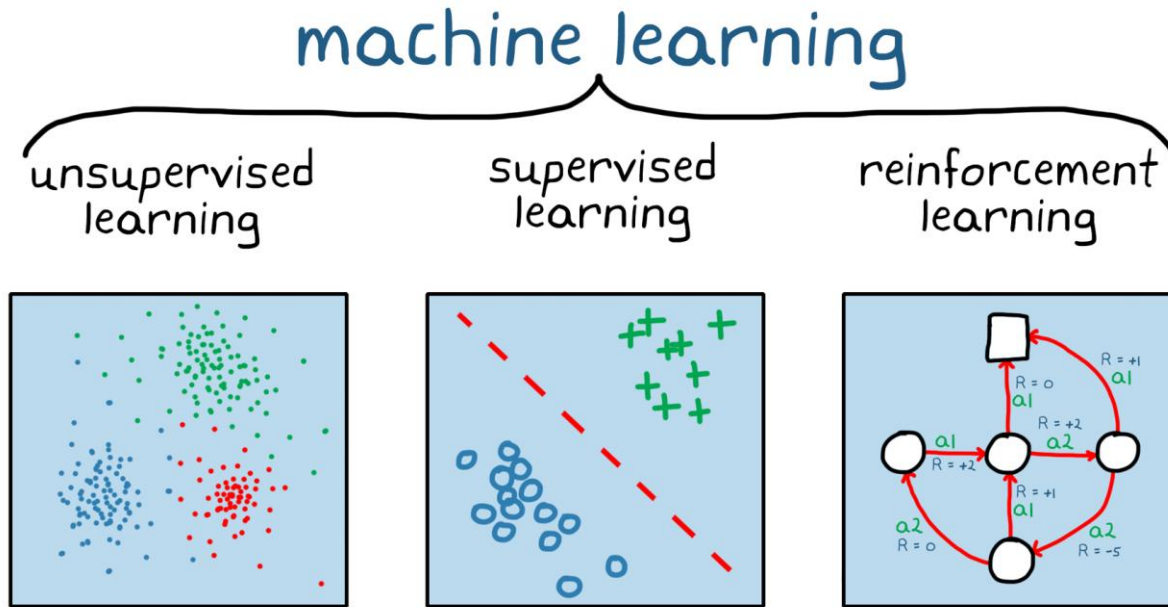 machine learning
unsupervised
learning
supervised
learning
reinforcement
learning
R = +1
a1
R = 0
a1
R = +2
a1
a2
R = +2
R = +1
a1
a2
R = 0
a2
R = -5